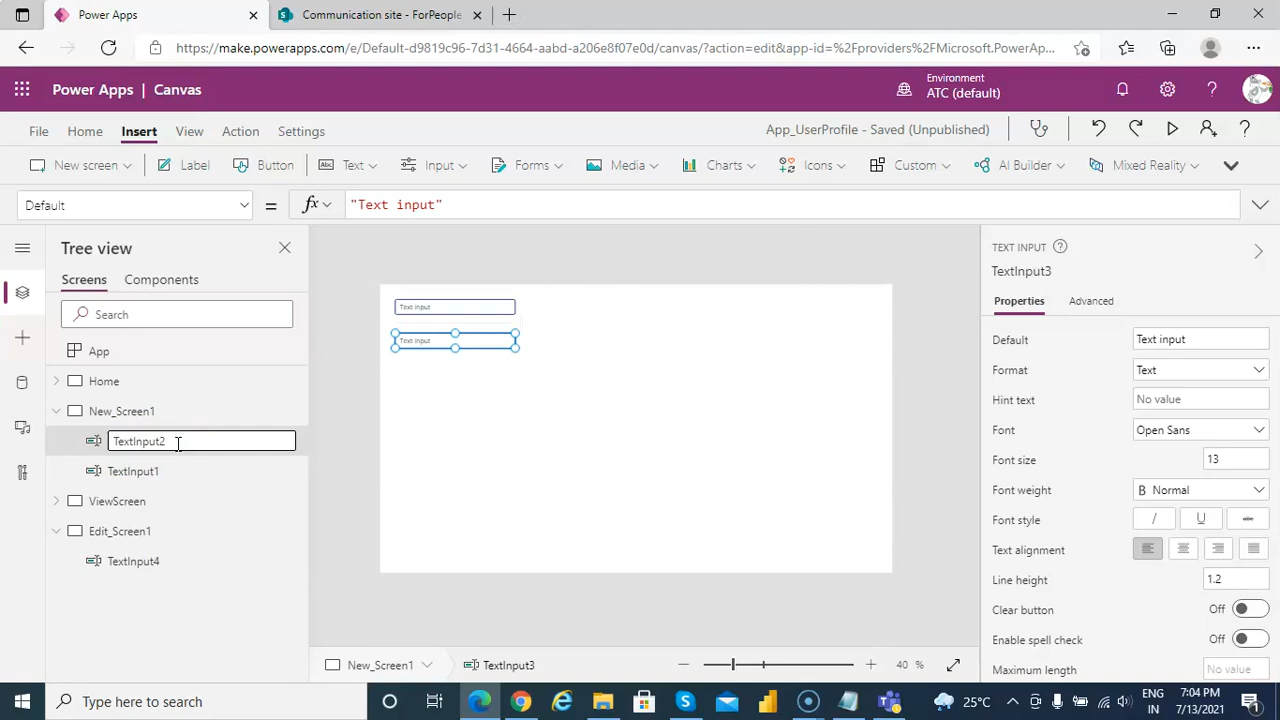 Power Apps
Communication site - ForPeople
https://make.powerapps.com/e/Default-d9819c96-7d31-4664-aabd-a206e8f07e0d/canvas/?action=edit&app-id=%2Fproviders%2FMicrosoft.PowerAp...
Power Apps | Canvas
Environment
ATC (default)
File Home Insert View Action Settings
App_UserProfile - Saved (Unpublished)
New screen Label Button Text Input Forms Media Charts Icons Custom AI Builder Mixed Reality
Default = fx "Text input"
Tree view
Screens Components
Search
App
Home
New_Screen1
TextInput2
TextInput1
ViewScreen
Edit_Screen1
TextInput4
Text input
Text input
TEXT INPUT
TextInput3
Properties Advanced
Default Text input
Format Text
Hint text No value
Font Open Sans
Font size 13
Font weight B Normal
Font style
Text alignment
Line height 1.2
Clear button Off
Enable spell check Off
Maximum length No value
New_Screen1 TextInput3 40 %
Type here to search
25°C
ENG
IN
7:04 PM
7/13/2021